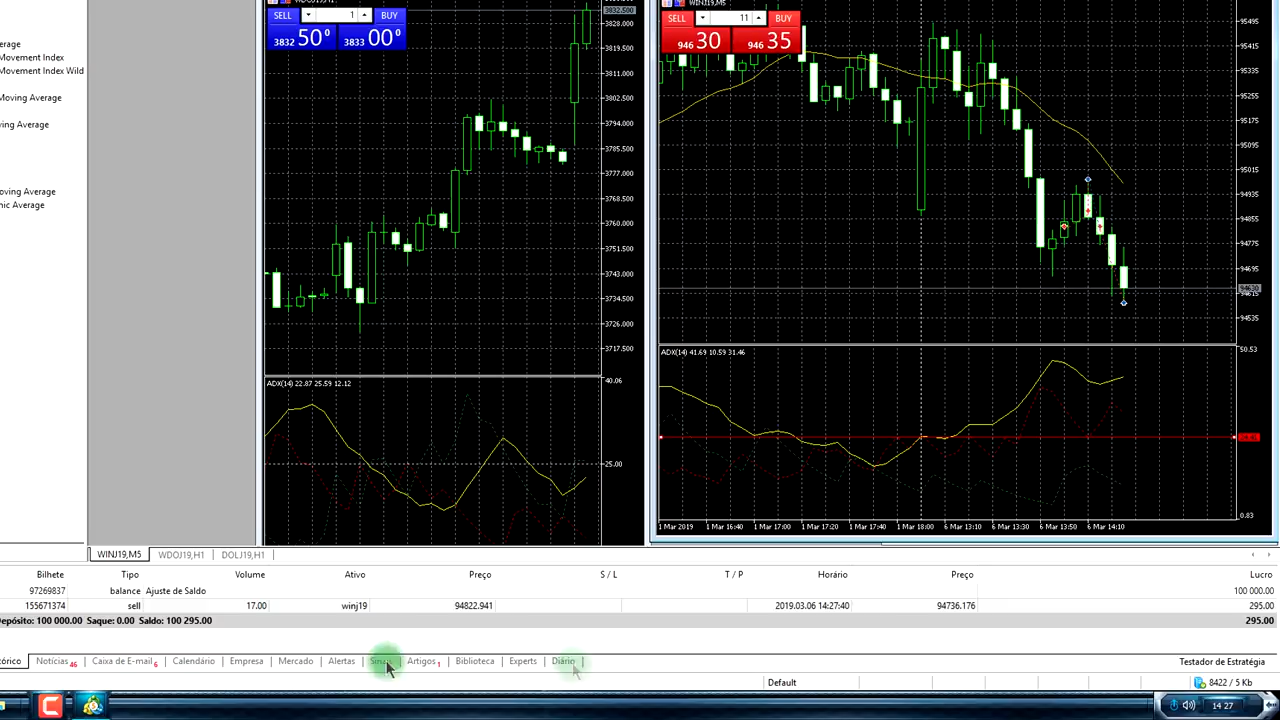 erage
Movement Index
Movement Index Wild
Moving Average
ving Average
oving Average
mic Average
SELL 1 BUY
3832 50 0 3833 00 0
3832.500
3828.000
3819.500
3811.000
3802.500
3794.000
3785.500
3777.000
3768.500
3760.000
3751.500
3743.000
3734.500
3726.000
3717.500
ADX(14) 22.87 25.59 12.12
40.06
25.00
WINJ19,M5
SELL 11 BUY
946 30 946 35
95495
95415
95335
95255
95175
95095
95015
94935
94855
94775
94695
94630
94615
94535
ADX(14) 41.69 10.59 31.46
50.53
0.83
1 Mar 2019 1 Mar 16:40 1 Mar 17:00 1 Mar 17:20 1 Mar 17:40 1 Mar 18:00 6 Mar 13:10 6 Mar 13:30 6 Mar 13:50 6 Mar 14:10
WINJ19,M5 WDOJ19,H1 DOLJ19,H1
Bilhete Tipo Volume Ativo Preço S / L T / P Horário Preço Lucro
97269837 balance Ajuste de Saldo 100 000.00
155671374 sell 17.00 winj19 94822.941 2019.03.06 14:27:40 94736.176 295.00
Depósito: 100 000.00 Saque: 0.00 Saldo: 100 295.00 295.00
tórico Notícias 46 Caixa de E-mail 6 Calendário Empresa Mercado Alertas Sinais Artigos 1 Biblioteca Experts Diário Testador de Estratégia
Default 8422 / 5 Kb
14 27